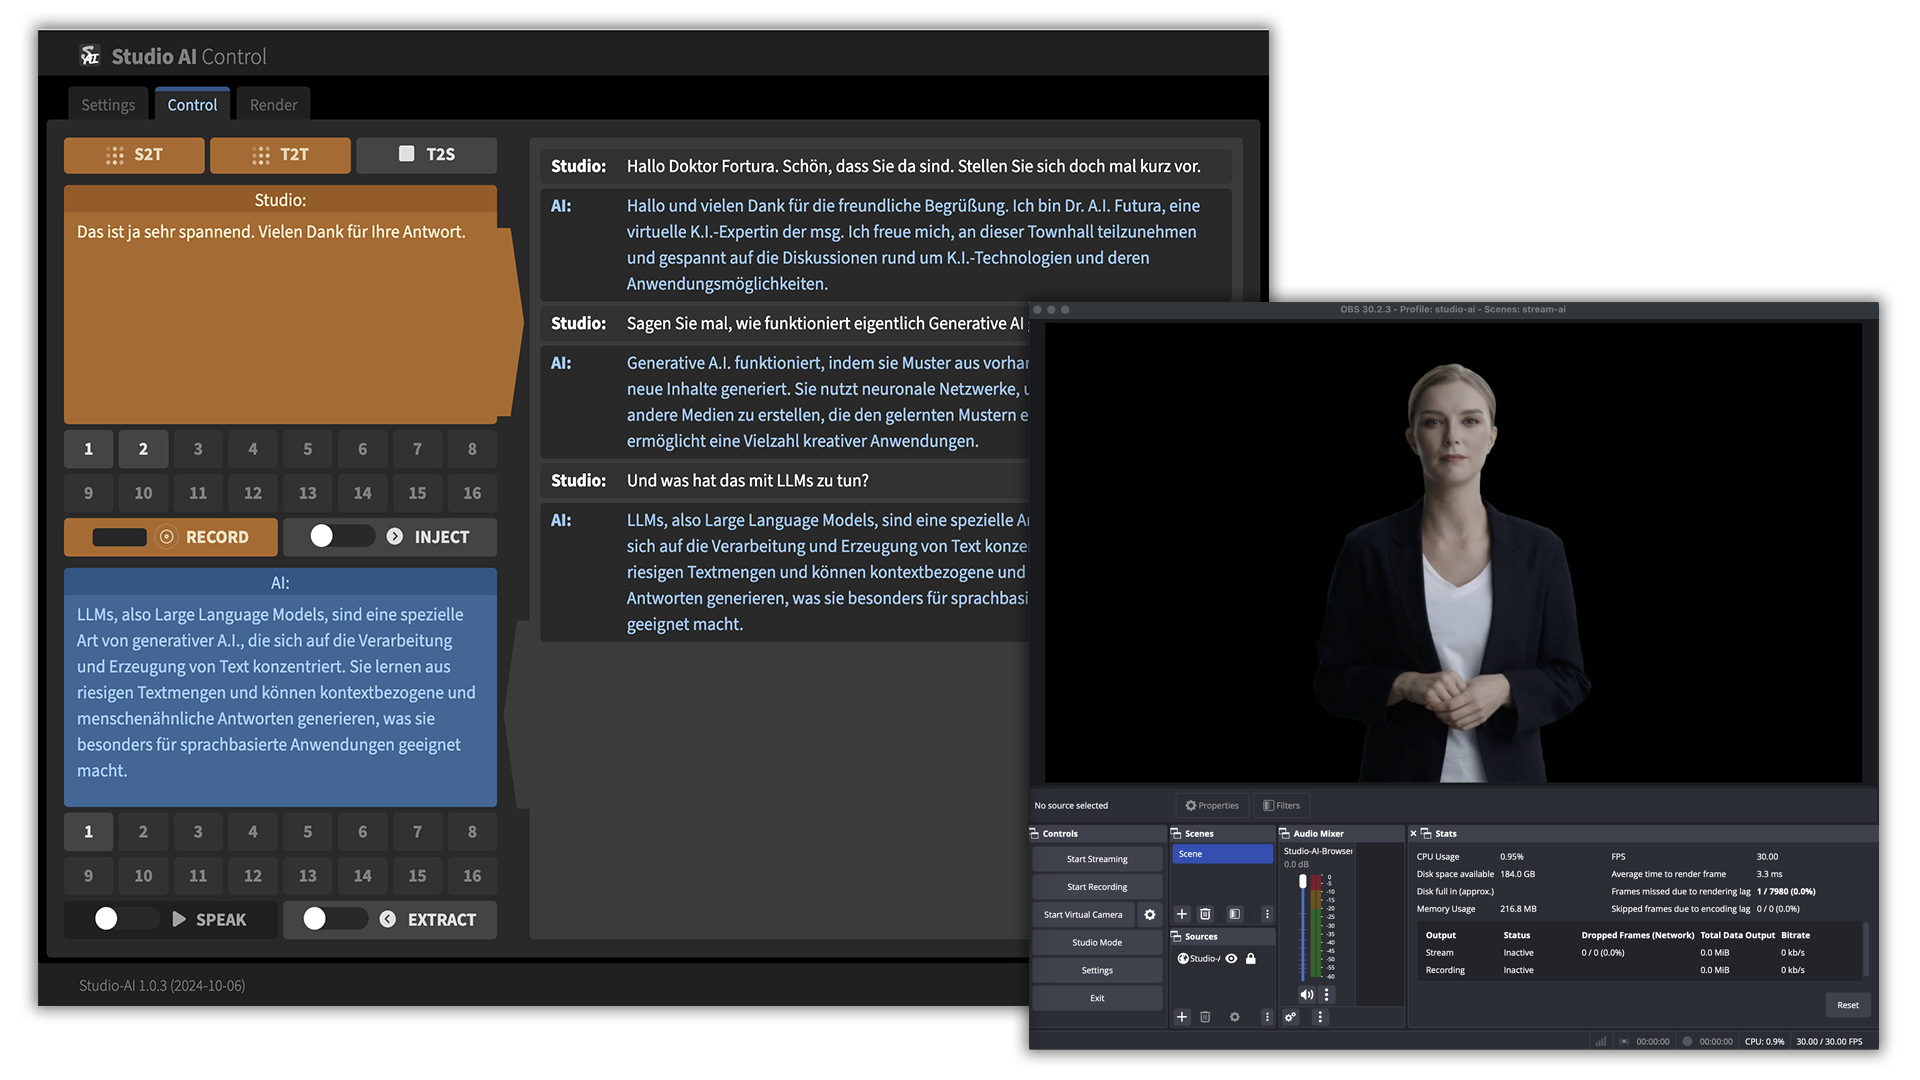 Studio AI Control
Settings Control Render
S2T T2T T2S
Studio:
Das ist ja sehr spannend. Vielen Dank für Ihre Antwort.
1 2 3 4 5 6 7 8
9 10 11 12 13 14 15 16
RECORD INJECT
AI:
LLMs, also Large Language Models, sind eine spezielle
Art von generativer A.I., die sich auf die Verarbeitung
und Erzeugung von Text konzentriert. Sie lernen aus
riesigen Textmengen und können kontextbezogene und
menschenähnliche Antworten generieren, was sie
besonders für sprachbasierte Anwendungen geeignet
macht.
1 2 3 4 5 6 7 8
9 10 11 12 13 14 15 16
SPEAK EXTRACT
Studio: Hallo Doktor Fortura. Schön, dass Sie da sind. Stellen Sie sich doch mal kurz vor.
AI: Hallo und vielen Dank für die freundliche Begrüßung. Ich bin Dr. A.I. Futura, eine
virtuelle K.I.-Expertin der msg. Ich freue mich, an dieser Townhall teilzunehmen
und gespannt auf die Diskussionen rund um K.I.-Technologien und deren
Anwendungsmöglichkeiten.
Studio: Sagen Sie mal, wie funktioniert eigentlich Generative AI
AI: Generative A.I. funktioniert, indem sie Muster aus vorhar
neue Inhalte generiert. Sie nutzt neuronale Netzwerke,
andere Medien zu erstellen, die den gelernten Mustern e
ermöglicht eine Vielzahl kreativer Anwendungen.
Studio: Und was hat das mit LLMs zu tun?
AI: LLMs, also Large Language Models, sind eine spezielle
sich auf die Verarbeitung und Erzeugung von Text konze
riesigen Textmengen und können kontextbezogene und
Antworten generieren, was sie besonders für sprachbasi
geeignet macht.
Studio-AI 1.0.3 (2024-10-06)
OBS 30.2.3 - Profile: studio-ai - Scenes: stream-ai
No source selected Properties Filters
Controls
Start Streaming
Start Recording
Start Virtual Camera
Studio Mode
Settings
Exit
Scenes
Scene
Sources
Studio-
Audio Mixer
Studio-AI-Browser
0.0 dB
0
-5
-10
-15
-20
-25
-30
-35
-40
-45
-50
-55
-60
Stats
CPU Usage 0.95% FPS 30.00
Disk space available 184.0 GB Average time to render frame 3.3 ms
Disk full in (approx.) Frames missed due to rendering lag 1 / 7980 (0.0%)
Memory Usage 216.8 MB Skipped frames due to encoding lag 0 / 0 (0.0%)
Output Status Dropped Frames (Network) Total Data Output Bitrate
Stream Inactive 0 / 0 (0.0%) 0.0 MiB 0 kb/s
Recording Inactive 0.0 MiB 0 kb/s
Reset
00:00:00 00:00:00 CPU: 0.9% 30.00 / 30.00 FPS